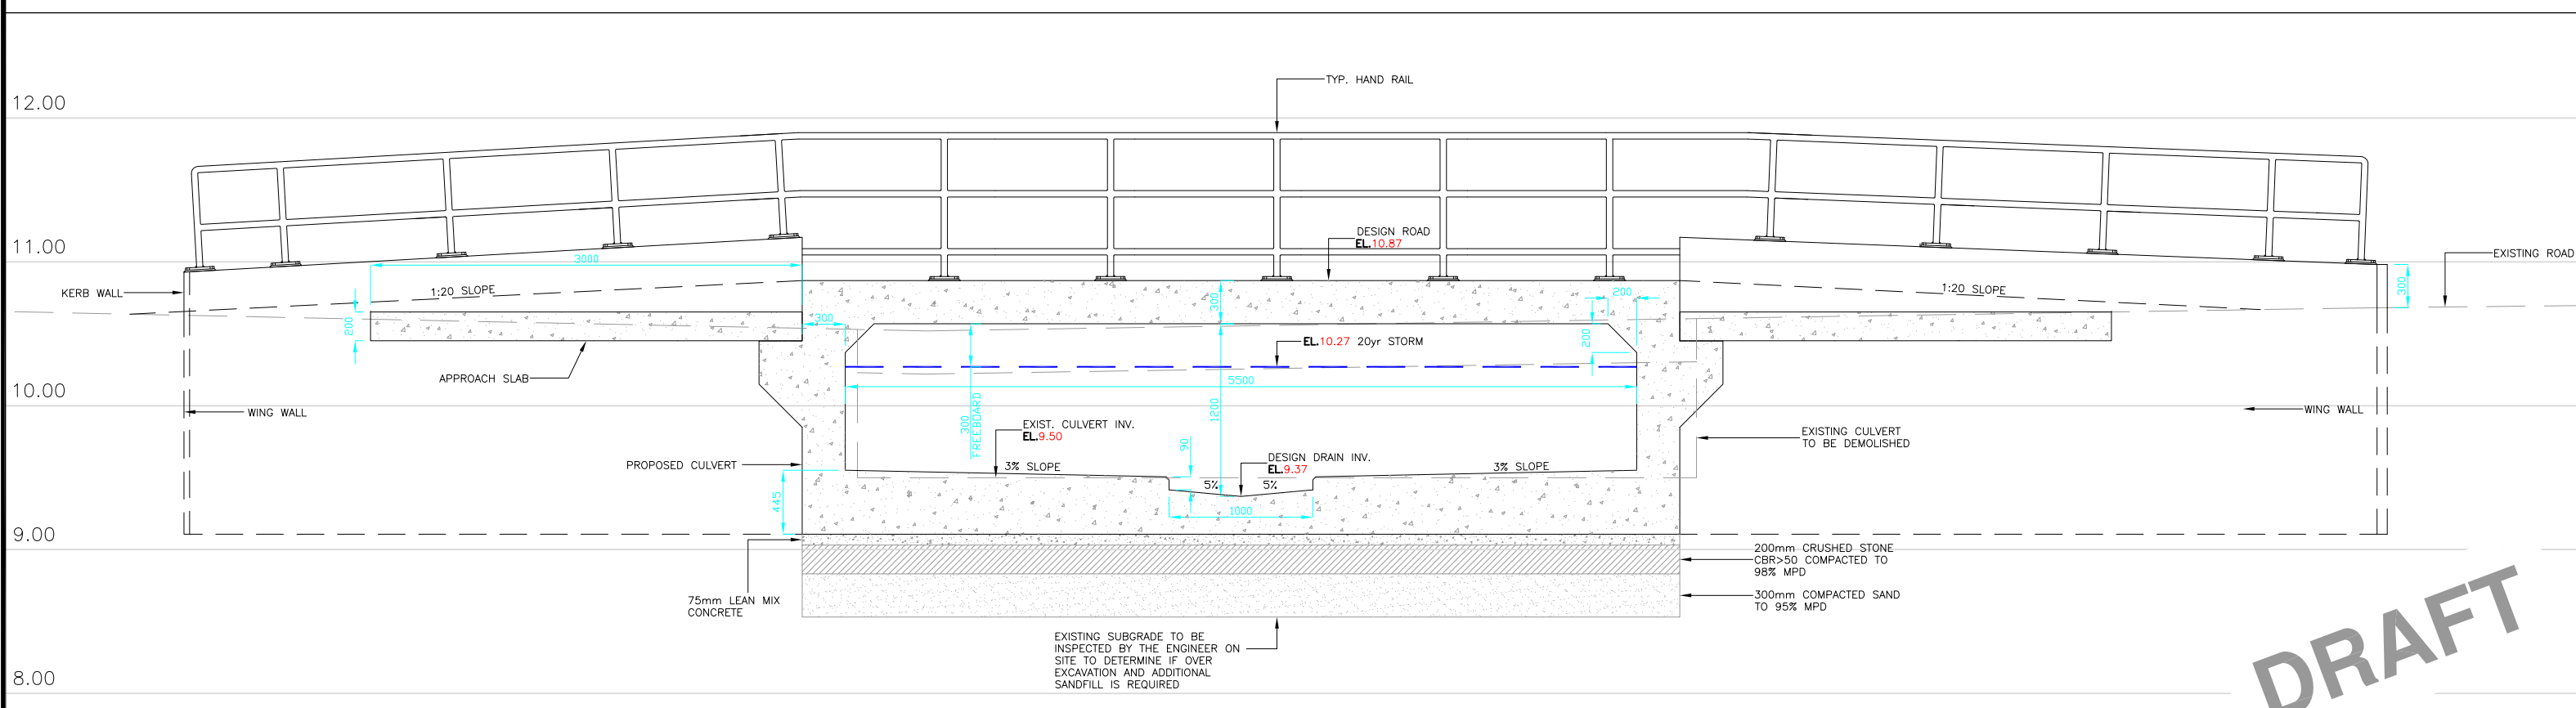 TYP. HAND RAIL
12.00
DESIGN ROAD
EL.10.87
11.00
EXISTING ROAD
3000
KERB WALL
1:20 SLOPE
1:20 SLOPE
300
300
200
200
300
200
EL.10.27 20yr STORM
APPROACH SLAB
5500
10.00
WING WALL
WING WALL
1200
300
FREEBOARD
EXIST. CULVERT INV.
EL.9.50
90
EXISTING CULVERT
TO BE DEMOLISHED
PROPOSED CULVERT
3% SLOPE
DESIGN DRAIN INV.
EL.9.37
3% SLOPE
5%
5%
445
1000
9.00
200mm CRUSHED STONE
CBR>50 COMPACTED TO
98% MPD
75mm LEAN MIX
CONCRETE
300mm COMPACTED SAND
TO 95% MPD
EXISTING SUBGRADE TO BE
INSPECTED BY THE ENGINEER ON
SITE TO DETERMINE IF OVER
EXCAVATION AND ADDITIONAL
SANDFILL IS REQUIRED
8.00
DRAFT